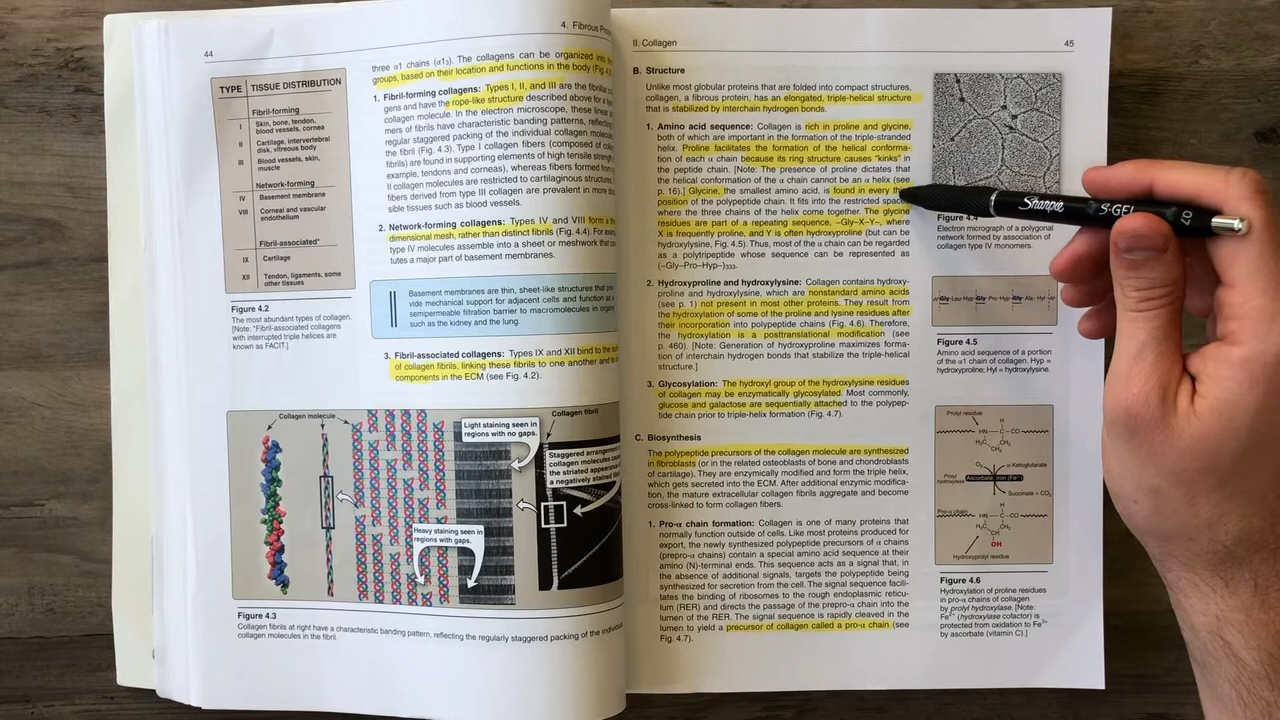 44
4. Fibrous
TYPE TISSUE DISTRIBUTION
Fibril-forming
I Skin, bone, tendon,
blood vessels, cornea
II Cartilage, intervertebral
disk, vitreous body
III Blood vessels, skin,
muscle
Network-forming
IV Basement membrane
VIII Corneal and vascular
endothelium
Fibril-associated*
IX Cartilage
XII Tendon, ligaments, some
other tissues
Figure 4.2
The most abundant types of collagen.
[Note: *Fibril-associated collagens
with interrupted triple helices are
known as FACIT.]
three α1 chains (α1₃). The collagens can be organized into
groups, based on their location and functions in the body (Fig.
1. Fibril-forming collagens: Types I, II, and III are the fibrillar
gens and have the rope-like structure described above for a
collagen molecule. In the electron microscope, these linear
mers of fibrils have characteristic banding patterns, reflecting
regular staggered packing of the individual collagen molecules
the fibril (Fig. 4.3). Type I collagen fibers (composed of
fibrils) are found in supporting elements of high tensile
example, tendons and corneas), whereas fibers formed from
II collagen molecules are restricted to cartilaginous structures.
fibers derived from type III collagen are prevalent in more
sible tissues such as blood vessels.
2. Network-forming collagens: Types IV and VIII form a
dimensional mesh, rather than distinct fibrils (Fig. 4.4). For
type IV molecules assemble into a sheet or meshwork that
tutes a major part of basement membranes.
Basement membranes are thin, sheet-like structures that
vide mechanical support for adjacent cells and function as
semipermeable filtration barrier to macromolecules in
such as the kidney and the lung.
3. Fibril-associated collagens: Types IX and XII bind to the
of collagen fibrils, linking these fibrils to one another and to
components in the ECM (see Fig. 4.2).
Collagen molecule
Light staining seen in
regions with no gaps.
Heavy staining seen in
regions with gaps.
Collagen fibril
Staggered arrangement
collagen molecules
the striated appearance
a negatively stained
Figure 4.3
Collagen fibrils at right have a characteristic banding pattern, reflecting the regularly staggered packing of the
collagen molecules in the fibril.
II. Collagen
45
B. Structure
Unlike most globular proteins that are folded into compact structures,
collagen, a fibrous protein, has an elongated, triple-helical structure
that is stabilized by interchain hydrogen bonds.
1. Amino acid sequence: Collagen is rich in proline and glycine,
both of which are important in the formation of the triple-stranded
helix. Proline facilitates the formation of the helical conforma-
tion of each α chain because its ring structure causes "kinks" in
the peptide chain. [Note: The presence of proline dictates that
the helical conformation of the α chain cannot be an α helix (see
p. 16).] Glycine, the smallest amino acid, is found in every
position of the polypeptide chain. It fits into the restricted spaces
where the three chains of the helix come together. The glycine
residues are part of a repeating sequence, –Gly–X–Y–, where
X is frequently proline, and Y is often hydroxyproline (but can be
hydroxylysine, Fig. 4.5). Thus, most of the α chain can be regarded
as a polytripeptide whose sequence can be represented as
(–Gly–Pro–Hyp–)₃₃₃.
2. Hydroxyproline and hydroxylysine: Collagen contains hydroxy-
proline and hydroxylysine, which are nonstandard amino acids
(see p. 1) not present in most other proteins. They result from
the hydroxylation of some of the proline and lysine residues after
their incorporation into polypeptide chains (Fig. 4.6). Therefore,
the hydroxylation is a posttranslational modification (see
p. 460). [Note: Generation of hydroxyproline maximizes forma-
tion of interchain hydrogen bonds that stabilize the triple-helical
structure.]
3. Glycosylation: The hydroxyl group of the hydroxylysine residues
of collagen may be enzymatically glycosylated. Most commonly,
glucose and galactose are sequentially attached to the polypep-
tide chain prior to triple-helix formation (Fig. 4.7).
C. Biosynthesis
The polypeptide precursors of the collagen molecule are synthesized
in fibroblasts (or in the related osteoblasts of bone and chondroblasts
of cartilage). They are enzymically modified and form the triple helix,
which gets secreted into the ECM. After additional enzymic modifica-
tion, the mature extracellular collagen fibrils aggregate and become
cross-linked to form collagen fibers.
1. Pro-α chain formation: Collagen is one of many proteins that
normally function outside of cells. Like most proteins produced for
export, the newly synthesized polypeptide precursors of α chains
(prepro-α chains) contain a special amino acid sequence at their
amino (N)-terminal ends. This sequence acts as a signal that, in
the absence of additional signals, targets the polypeptide being
synthesized for secretion from the cell. The signal sequence facili-
tates the binding of ribosomes to the rough endoplasmic reticu-
lum (RER) and directs the passage of the prepro-α chain into the
lumen of the RER. The signal sequence is rapidly cleaved in the
lumen to yield a precursor of collagen called a pro-α chain (see
Fig. 4.7).
Sharpie S·GEL 0.7
Figure 4.4
Electron micrograph of a polygonal
network formed by association of
collagen type IV monomers.
Gly-Leu-Hyp-Gly-Pro-Hyp-Gly-Ala-Hyl
Figure 4.5
Amino acid sequence of a portion
of the α1 chain of collagen. Hyp =
hydroxyproline; Hyl = hydroxylysine.
Prolyl residue
H
HN C CO
H₂C CH₂
CH₂
O₂ α-Ketoglutarate
Prolyl
hydroxylase
Ascorbate, iron (Fe²⁺)
Succinate + CO₂
Pro-α chain
H
HN C CO
H₂C CH₂
CH
OH
Hydroxyprolyl residue
Figure 4.6
Hydroxylation of proline residues
in pro-α chains of collagen
by prolyl hydroxylase. [Note:
Fe²⁺ (hydroxylase cofactor) is
protected from oxidation to Fe³⁺
by ascorbate (vitamin C).]